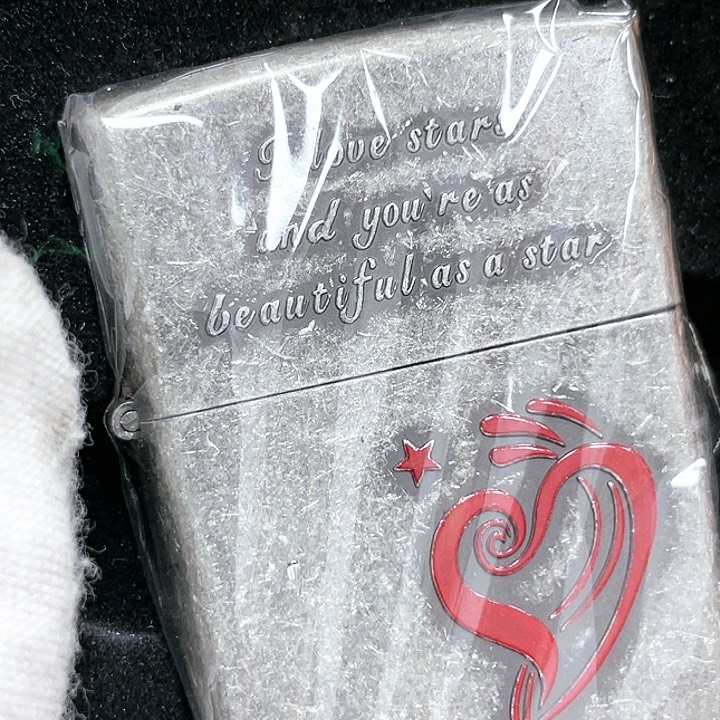 I love stars
and you're as
beautiful as a star